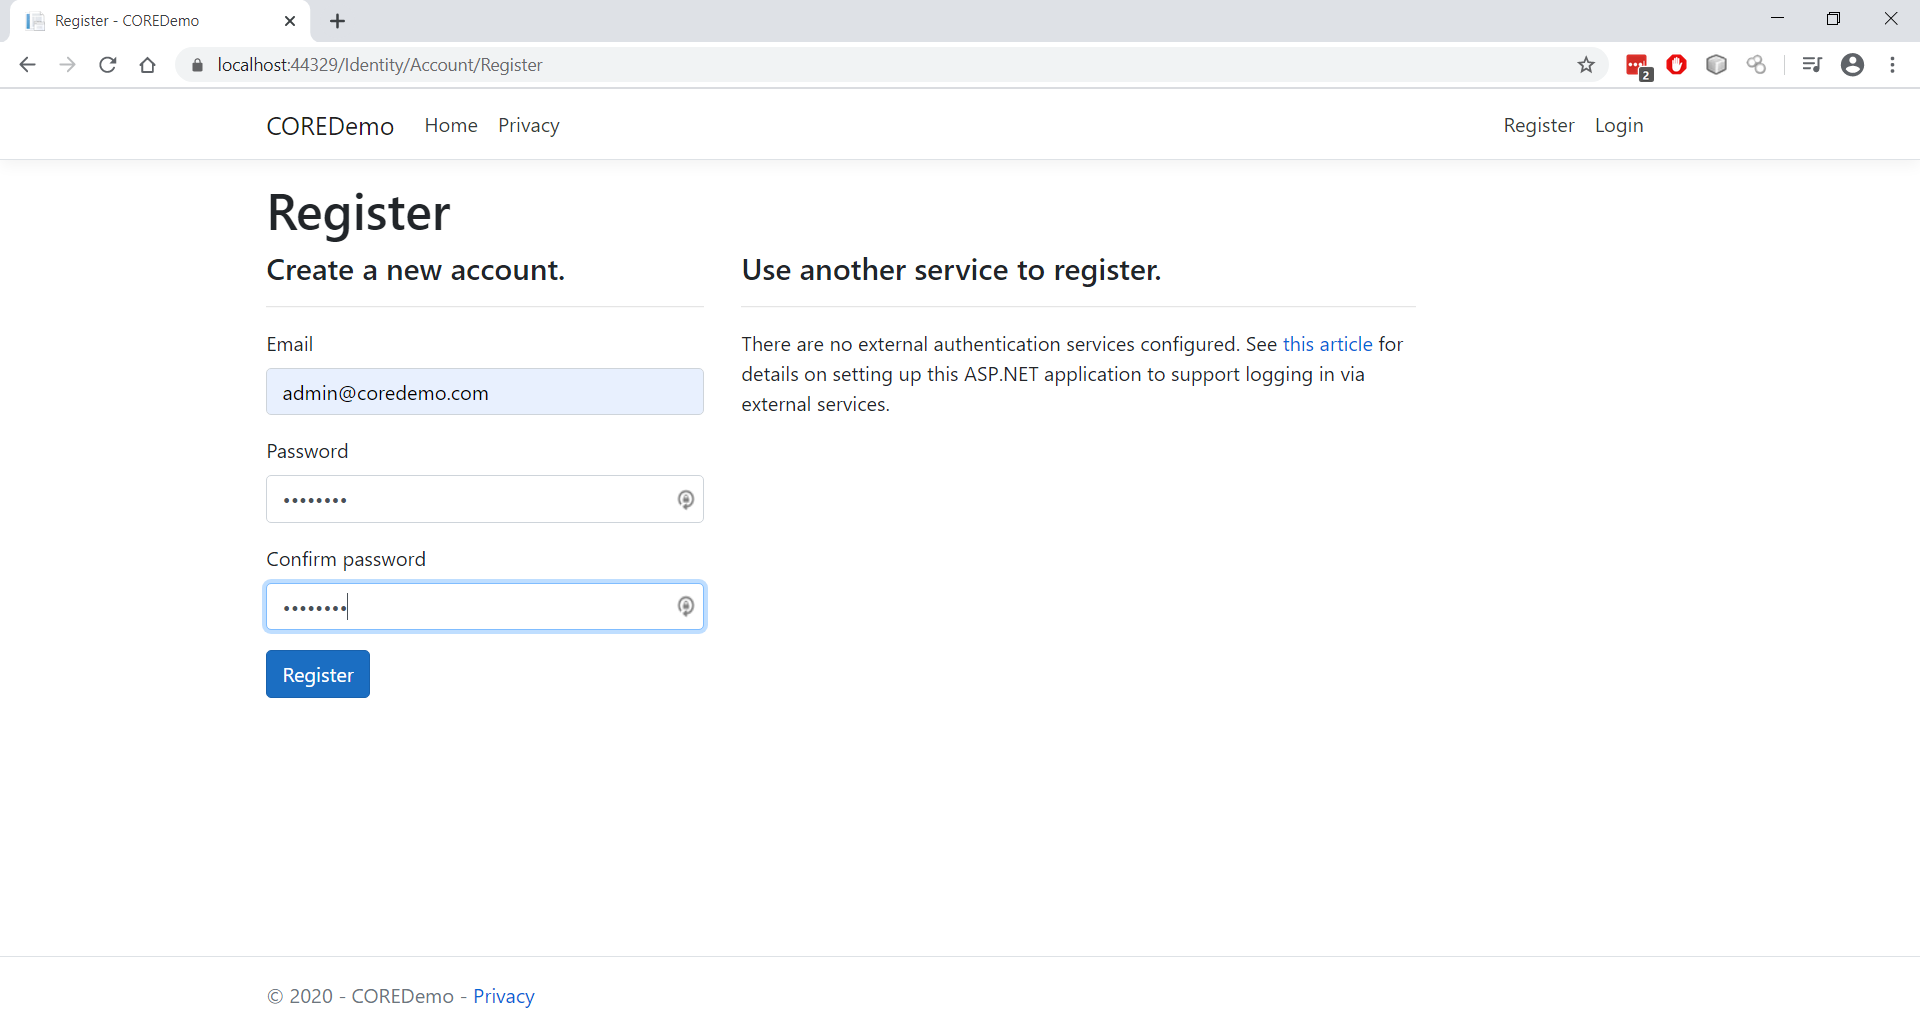 Register - COREDemo
localhost:44329/Identity/Account/Register
2
COREDemo Home Privacy Register Login
Register
Create a new account.
Email
admin@coredemo.com
Password
••••••••
Confirm password
••••••••
Register
Use another service to register.
There are no external authentication services configured. See this article for
details on setting up this ASP.NET application to support logging in via
external services.
© 2020 - COREDemo - Privacy